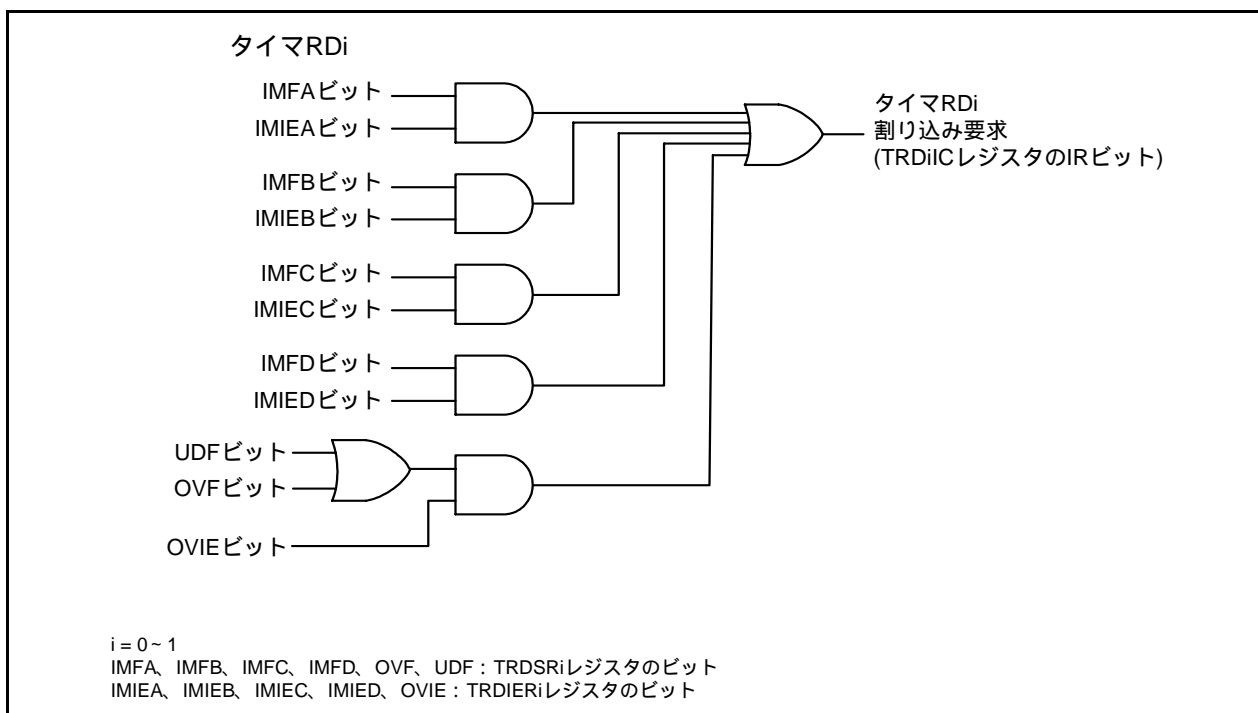 タイマRDi
IMFAビット
IMIEAビット
IMFBビット
IMIEBビット
IMFCビット
IMIECビット
IMFDビット
IMIEDビット
UDFビット
OVFビット
OVIEビット
タイマRDi
割り込み要求
(TRDiICレジスタのIRビット)
i = 0~1
IMFA、IMFB、IMFC、IMFD、OVF、UDF：TRDSRiレジスタのビット
IMIEA、IMIEB、IMIEC、IMIED、OVIE：TRDIERiレジスタのビット